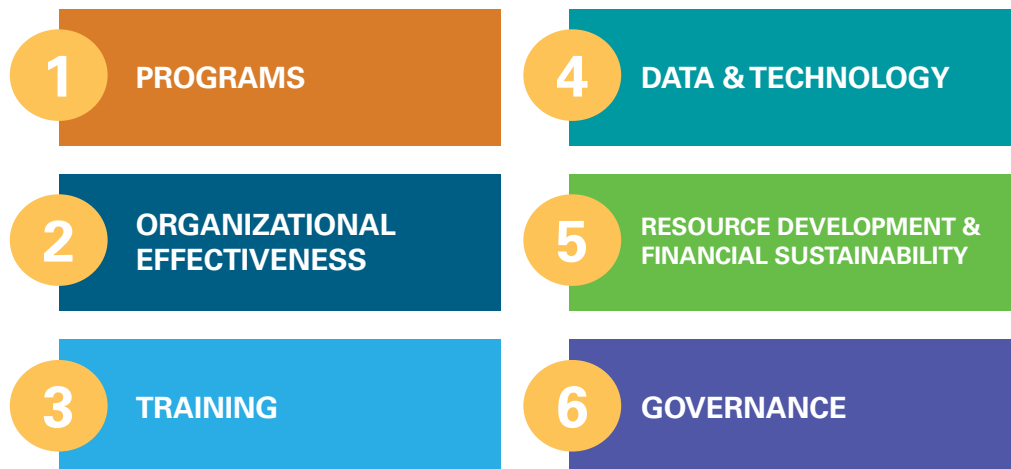 1
PROGRAMS
2
ORGANIZATIONAL
EFFECTIVENESS
3
TRAINING
4
DATA & TECHNOLOGY
5
RESOURCE DEVELOPMENT &
FINANCIAL SUSTAINABILITY
6
GOVERNANCE